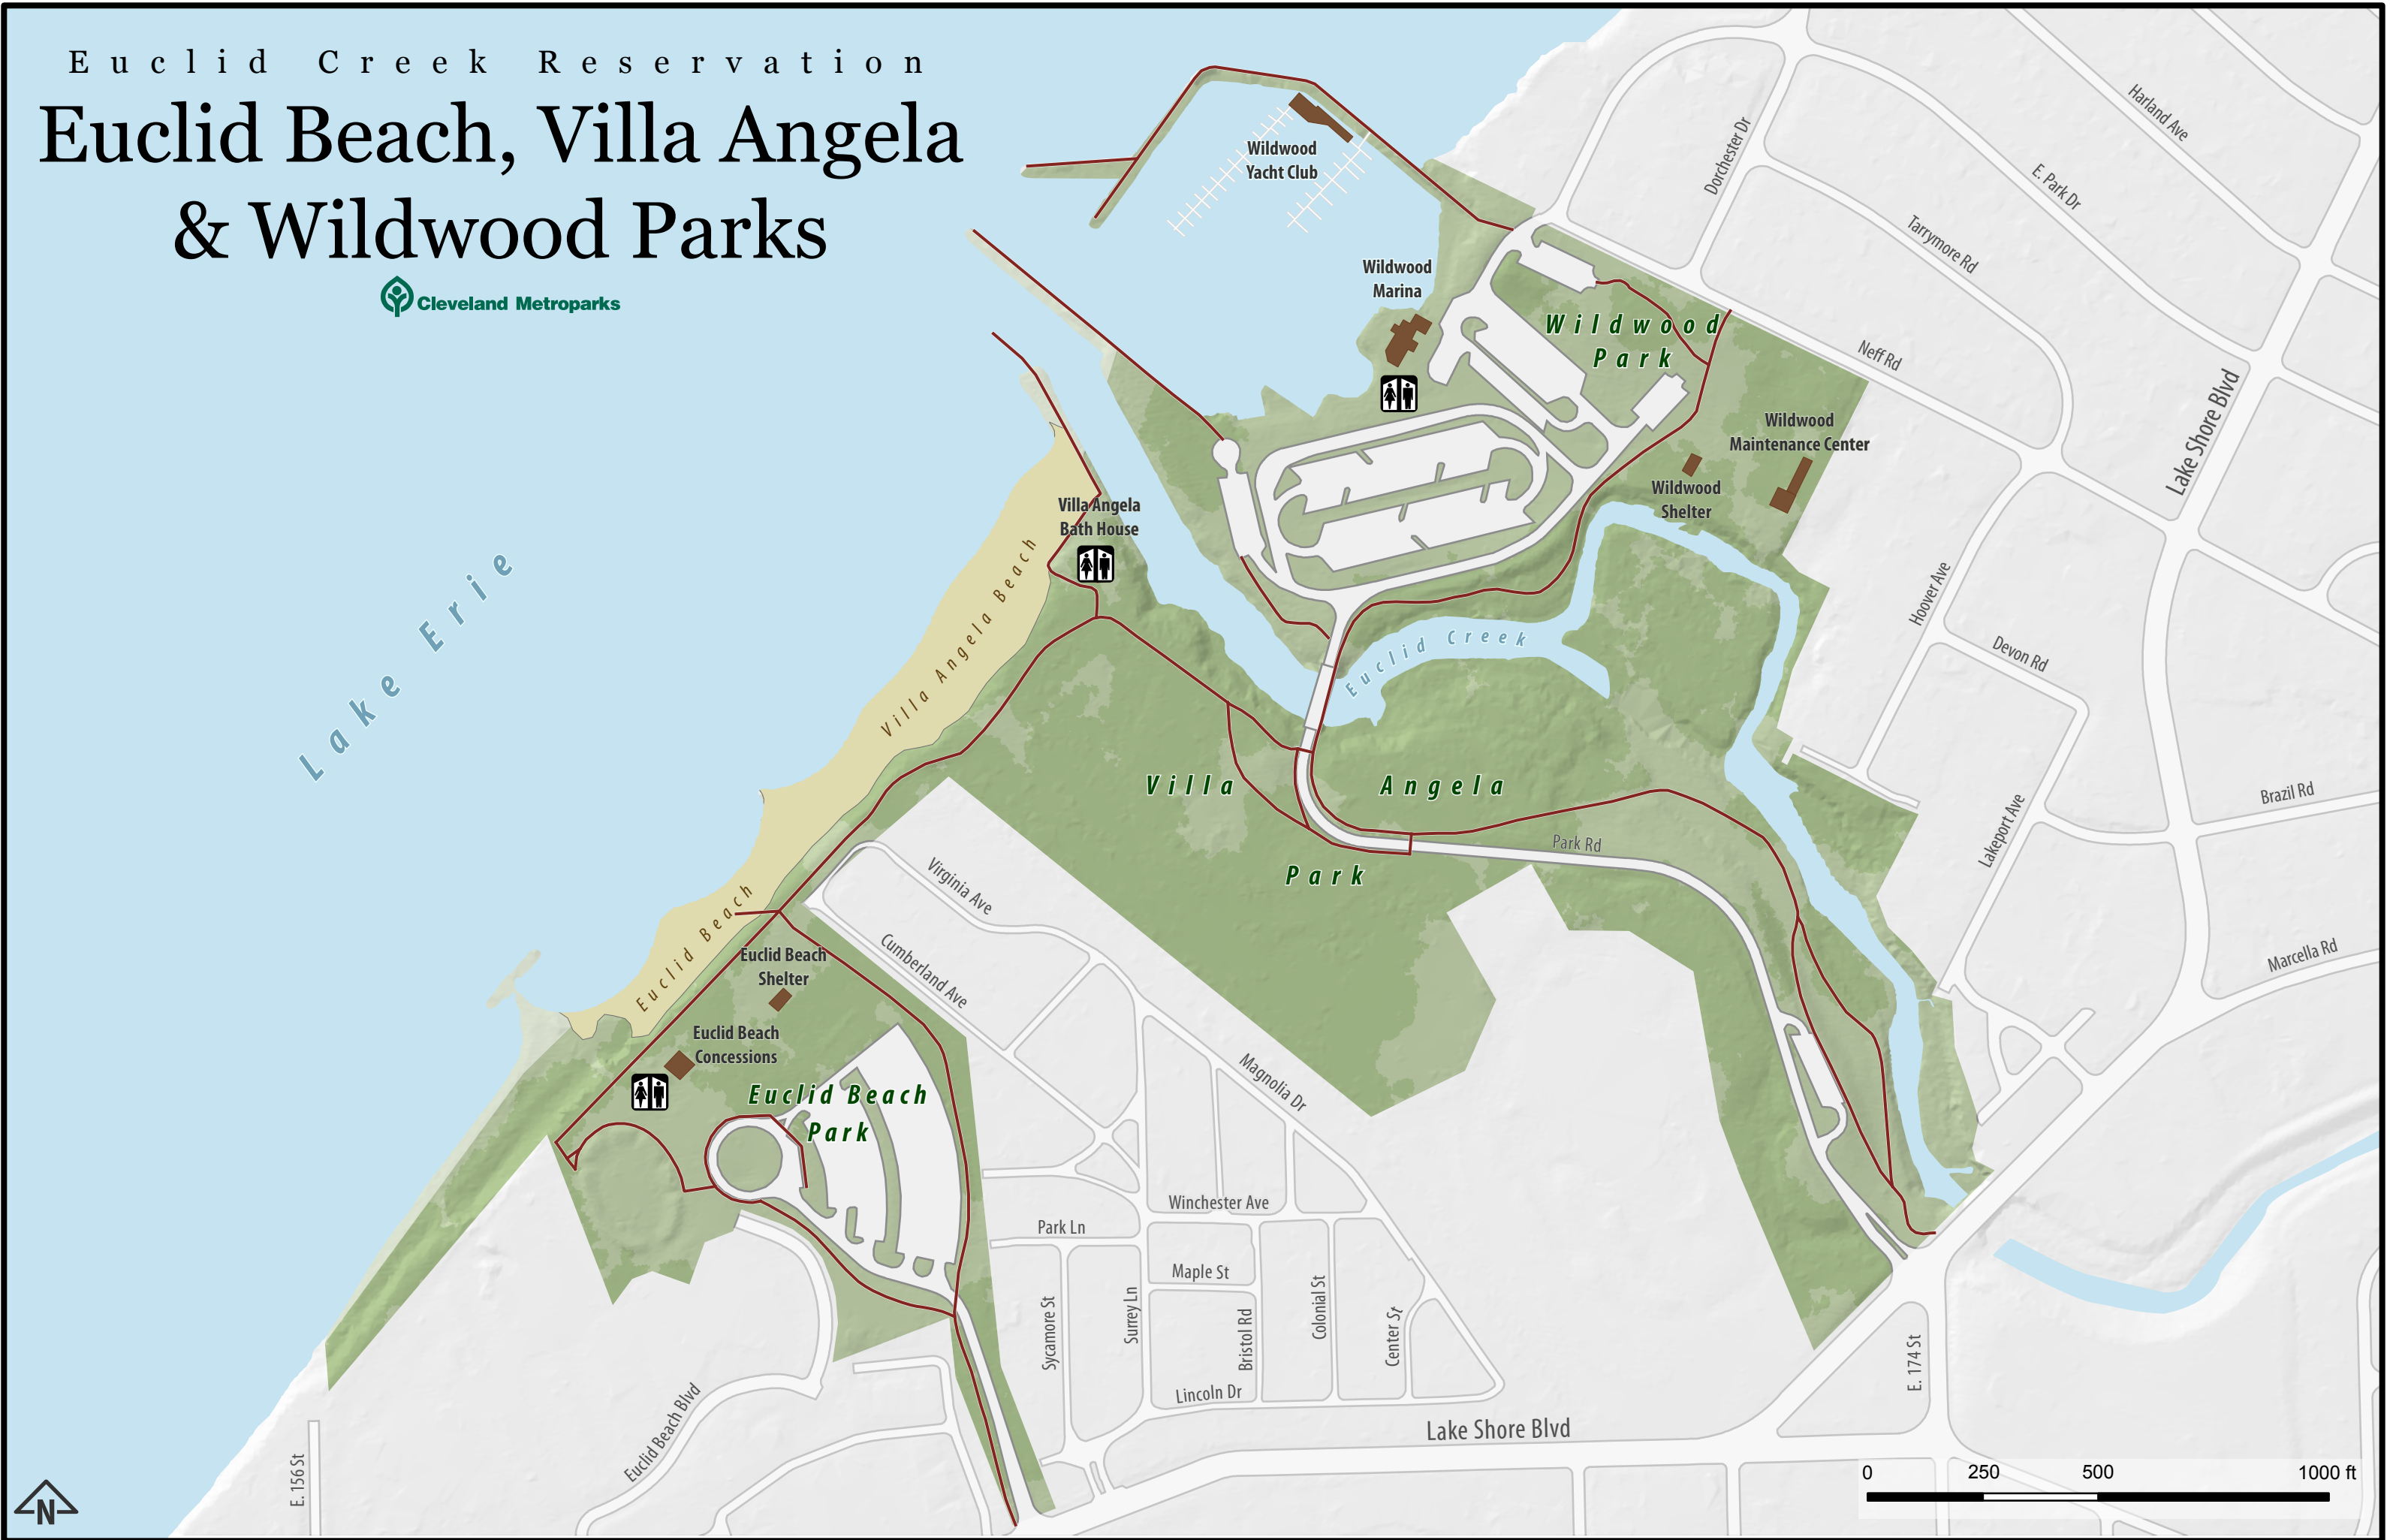 Euclid Creek Reservation
Euclid Beach, Villa Angela
& Wildwood Parks
Cleveland Metroparks
Wildwood
Yacht Club
Wildwood
Marina
Wildwood
Park
Wildwood
Maintenance Center
Wildwood
Shelter
Dorchester Dr
Harland Ave
E. Park Dr
Tarrymore Rd
Neff Rd
Lake Shore Blvd
Villa Angela
Bath House
Villa Angela Beach
Lake Erie
Euclid Creek
Hoover Ave
Devon Rd
Villa Angela
Park
Park Rd
Brazil Rd
Lakeport Ave
Marcella Rd
Virginia Ave
Cumberland Ave
Euclid Beach
Euclid Beach
Shelter
Euclid Beach
Concessions
Euclid Beach
Park
Magnolia Dr
Winchester Ave
Park Ln
Maple St
Sycamore St
Surrey Ln
Bristol Rd
Colonial St
Center St
Lincoln Dr
E. 174 St
Euclid Beach Blvd
Lake Shore Blvd
E. 156 St
N
0 250 500 1000 ft